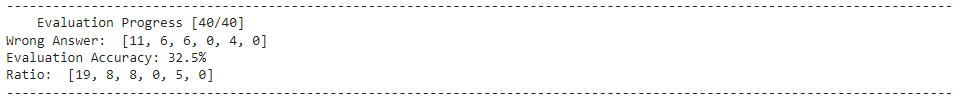 Evaluation Progress [40/40]
Wrong Answer:  [11, 6, 6, 0, 4, 0]
Evaluation Accuracy: 32.5%
Ratio:  [19, 8, 8, 0, 5, 0]